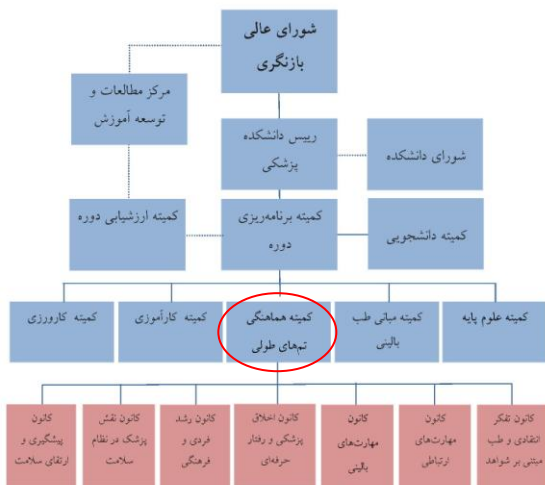 شورای عالی
بازنگری
مرکز مطالعات و
توسعه آموزش
رییس دانشکده
پزشکی
شورای دانشکده
کمیته ارزشیابی دوره
کمیته برنامه‌ریزی
دوره
کمیته دانشجویی
کمیته علوم پایه
کمیته مبانی طب
بالینی
کمیته هماهنگی
تم‌های طولی
کمیته کارآموزی
کمیته کارورزی
کانون تفکر
انتقادی و طب
مبتنی بر شواهد
کانون
مهارت‌های
ارتباطی
کانون
مهارت‌های
بالینی
کانون اخلاق
پزشکی و رفتار
حرفه‌ای
کانون رشد
فردی و
فرهنگی
کانون نقش
پزشک در نظام
سلامت
کانون
پیشگیری و
ارتقای سلامت